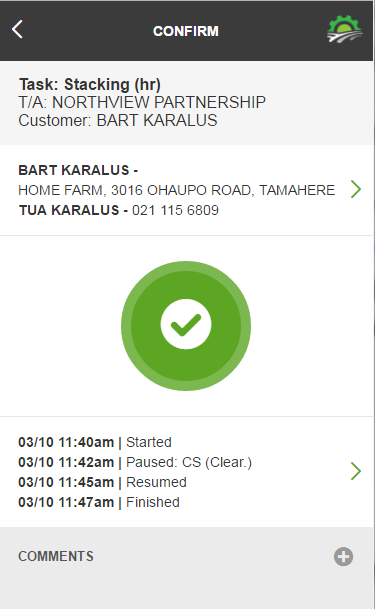 CONFIRM
Task: Stacking (hr)
T/A: NORTHVIEW PARTNERSHIP
Customer: BART KARALUS
BART KARALUS -
HOME FARM, 3016 OHAUPO ROAD, TAMAHERE
TUA KARALUS - 021 115 6809
03/10 11:40am | Started
03/10 11:42am | Paused: CS (Clear.)
03/10 11:45am | Resumed
03/10 11:47am | Finished
COMMENTS